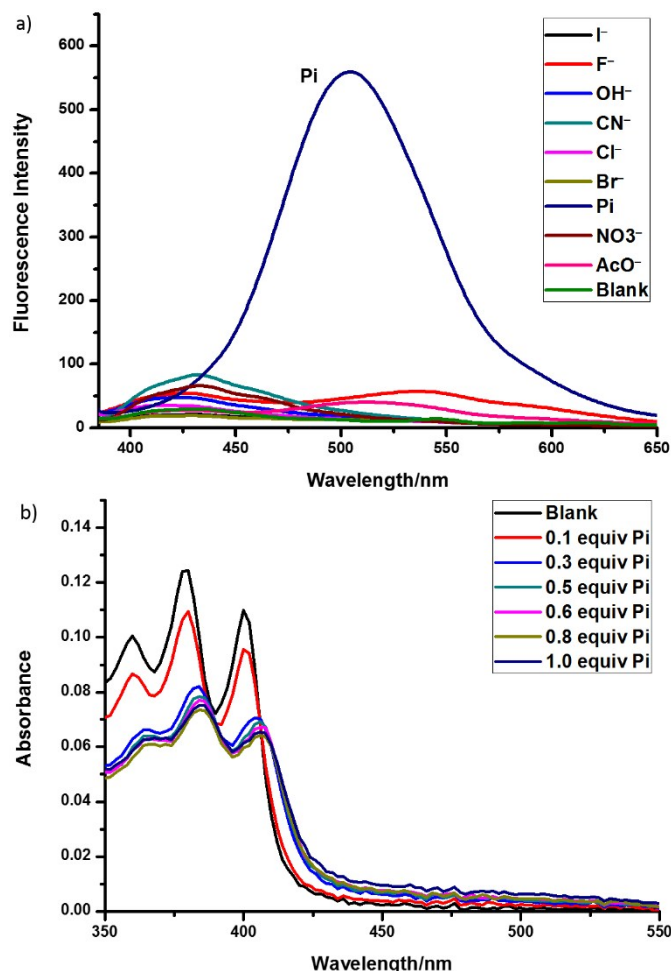 a)
600
500
400
300
200
100
0
Fluorescence Intensity
Pi
I⁻
F⁻
OH⁻
CN⁻
Cl⁻
Br⁻
Pi
NO3⁻
AcO⁻
Blank
400 450 500 550 600 650
Wavelength/nm
b)
0.14
0.12
0.10
0.08
0.06
0.04
0.02
0.00
Absorbance
Blank
0.1 equiv Pi
0.3 equiv Pi
0.5 equiv Pi
0.6 equiv Pi
0.8 equiv Pi
1.0 equiv Pi
350 400 450 500 550
Wavelength/nm